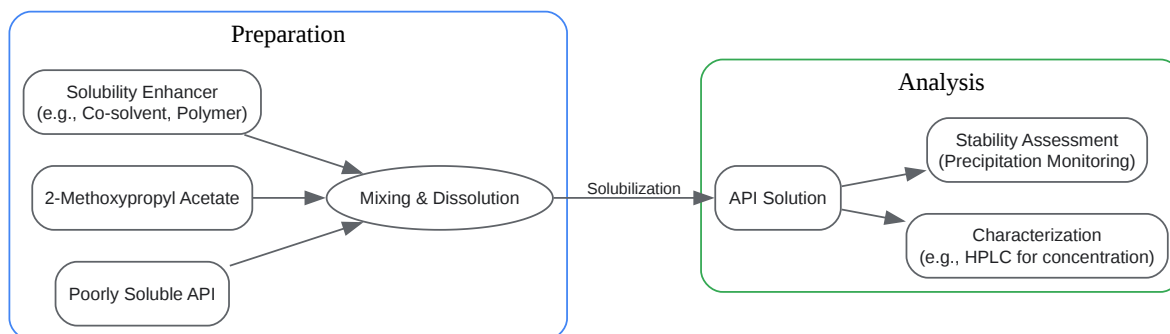 Preparation
Solubility Enhancer
(e.g., Co-solvent, Polymer)
2-Methoxypropyl Acetate
Poorly Soluble API
Mixing & Dissolution
Solubilization
Analysis
API Solution
Stability Assessment
(Precipitation Monitoring)
Characterization
(e.g., HPLC for concentration)